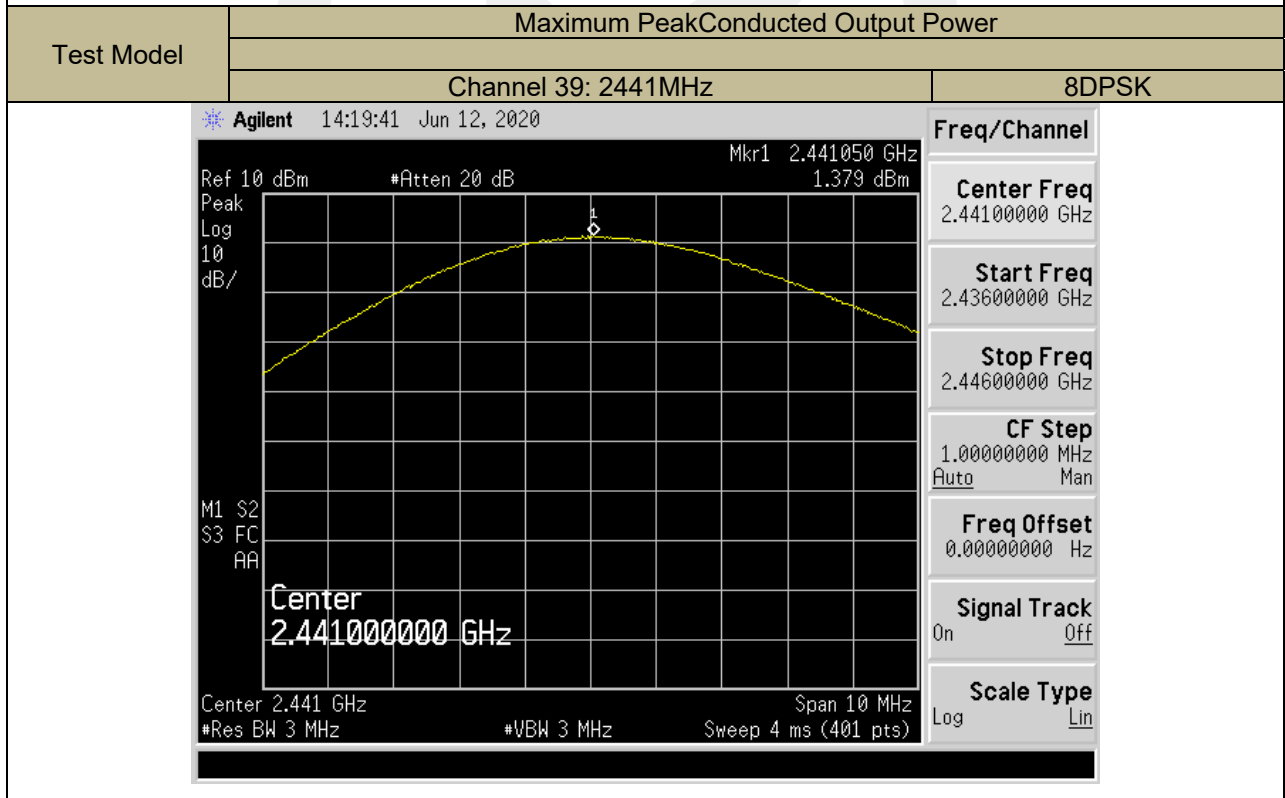 Test Model
Maximum PeakConducted Output Power
Channel 39: 2441MHz
8DPSK
Agilent 14:19:41 Jun 12, 2020
Mkr1 2.441050 GHz
Ref 10 dBm #Atten 20 dB 1.379 dBm
Peak
Log
10
dB/
1
M1 S2
S3 FC
AA
Center
2.441000000 GHz
Center 2.441 GHz Span 10 MHz
#Res BW 3 MHz #VBW 3 MHz Sweep 4 ms (401 pts)
Freq/Channel
Center Freq
2.44100000 GHz
Start Freq
2.43600000 GHz
Stop Freq
2.44600000 GHz
CF Step
1.00000000 MHz
Auto Man
Freq Offset
0.00000000 Hz
Signal Track
On Off
Scale Type
Log Lin